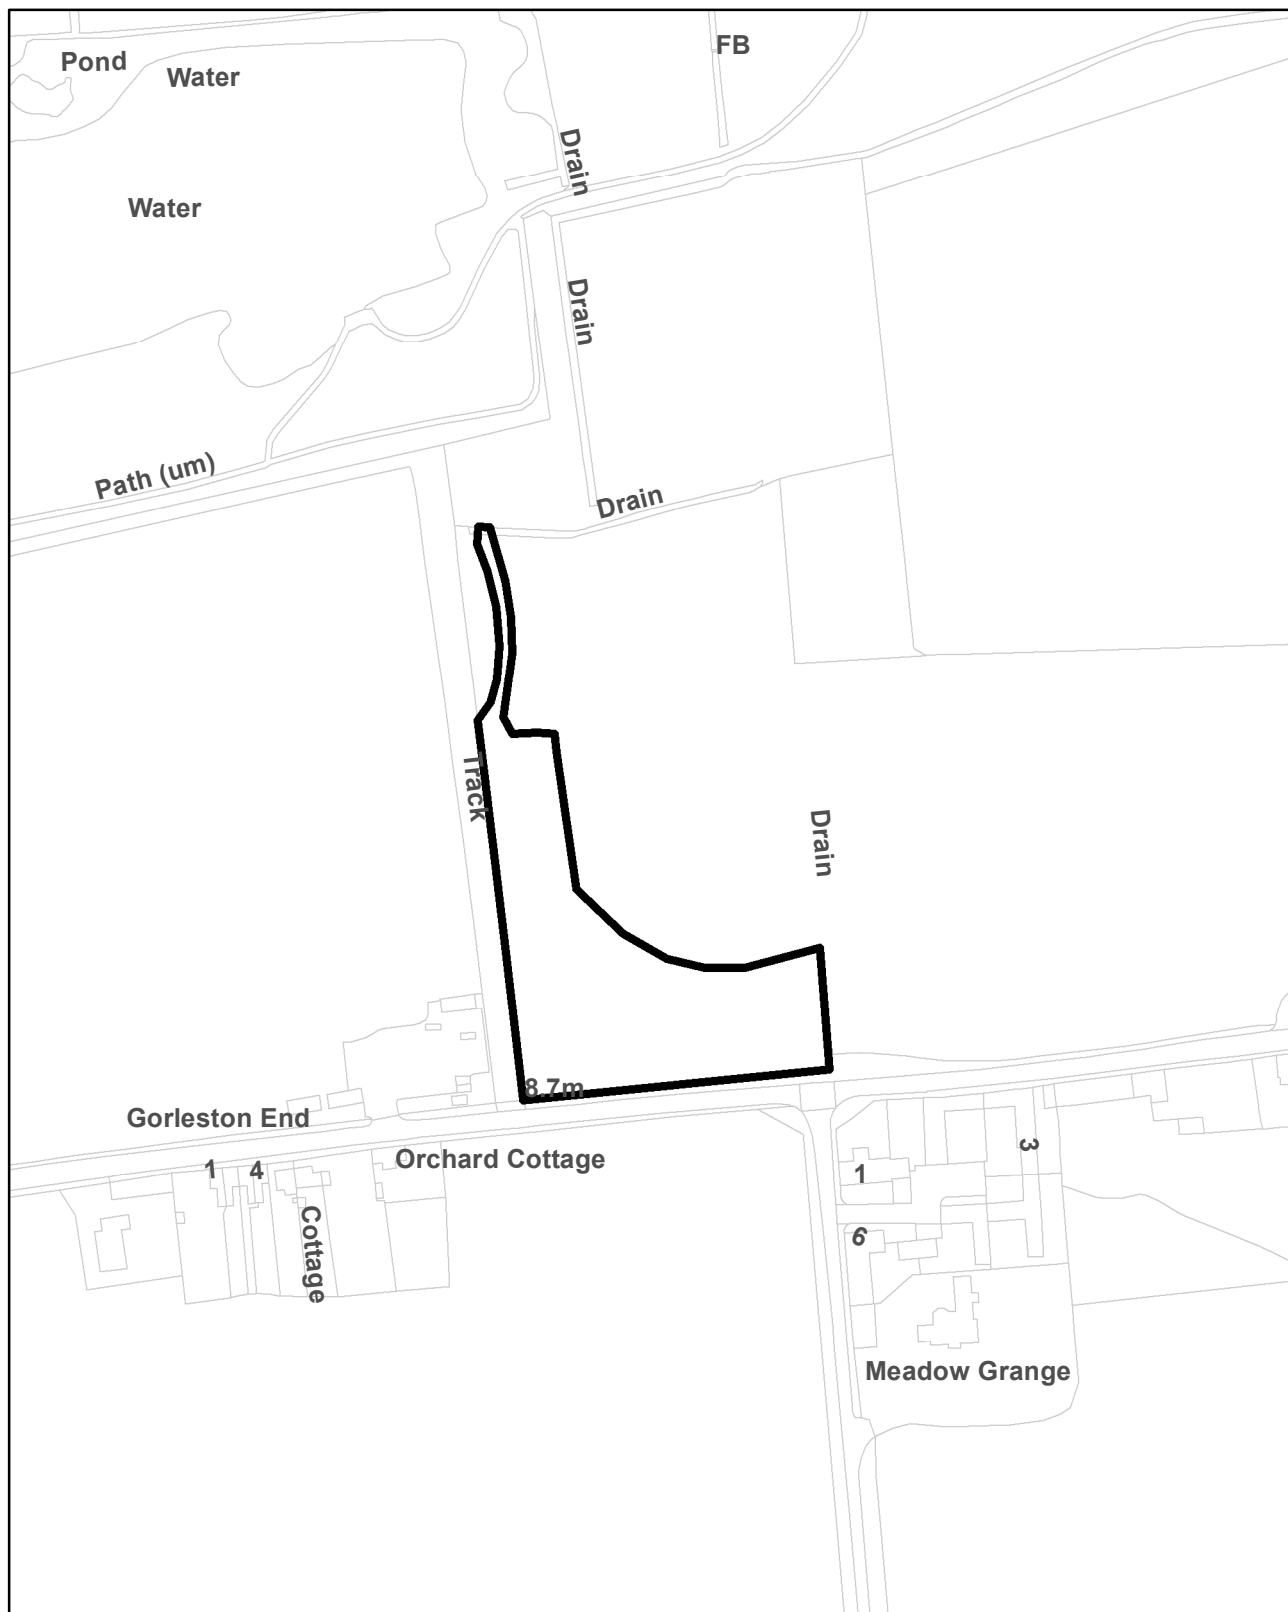 FB
Pond
Water
Drain
Water
Drain
Path (um)
Drain
Track
Drain
8.7m
Gorleston End
Orchard Cottage
1
4
3
1
Cottage
6
Meadow Grange